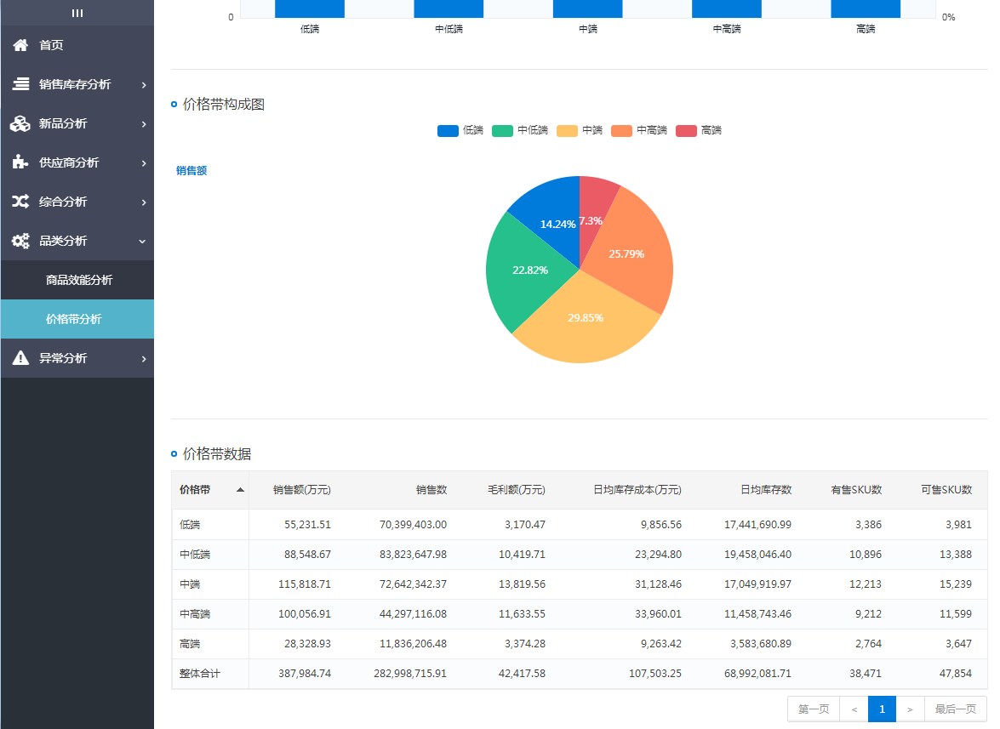 首页
销售库存分析
新品分析
供应商分析
综合分析
品类分析
商品效能分析
价格带分析
异常分析
0 0%
低端 中低端 中端 中高端 高端
价格带构成图
低端 中低端 中端 中高端 高端
销售额
14.24% 7.3%
25.79%
22.82%
29.85%
价格带数据
价格带 销售额(万元) 销售数 毛利额(万元) 日均库存成本(万元) 日均库存数 有售SKU数 可售SKU数
低端 55,231.51 70,399,403.00 3,170.47 9,856.56 17,441,690.99 3,386 3,981
中低端 88,548.67 83,823,647.98 10,419.71 23,294.80 19,458,046.40 10,896 13,388
中端 115,818.71 72,642,342.37 13,819.56 31,128.46 17,049,919.97 12,213 15,239
中高端 100,056.91 44,297,116.08 11,633.55 33,960.01 11,458,743.46 9,212 11,599
高端 28,328.93 11,836,206.48 3,374.28 9,263.42 3,583,680.89 2,764 3,647
整体合计 387,984.74 282,998,715.91 42,417.58 107,503.25 68,992,081.71 38,471 47,854
第一页 < 1 > 最后一页